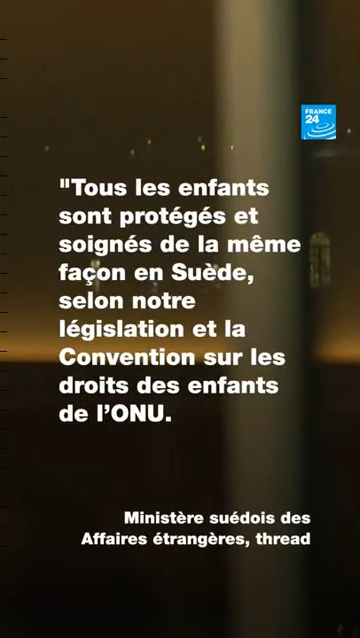 FRANCE
24
"Tous les enfants
sont protégés et
soignés de la même
façon en Suède,
selon notre
législation et la
Convention sur les
droits des enfants
de l’ONU.
Ministère suédois des
Affaires étrangères, thread